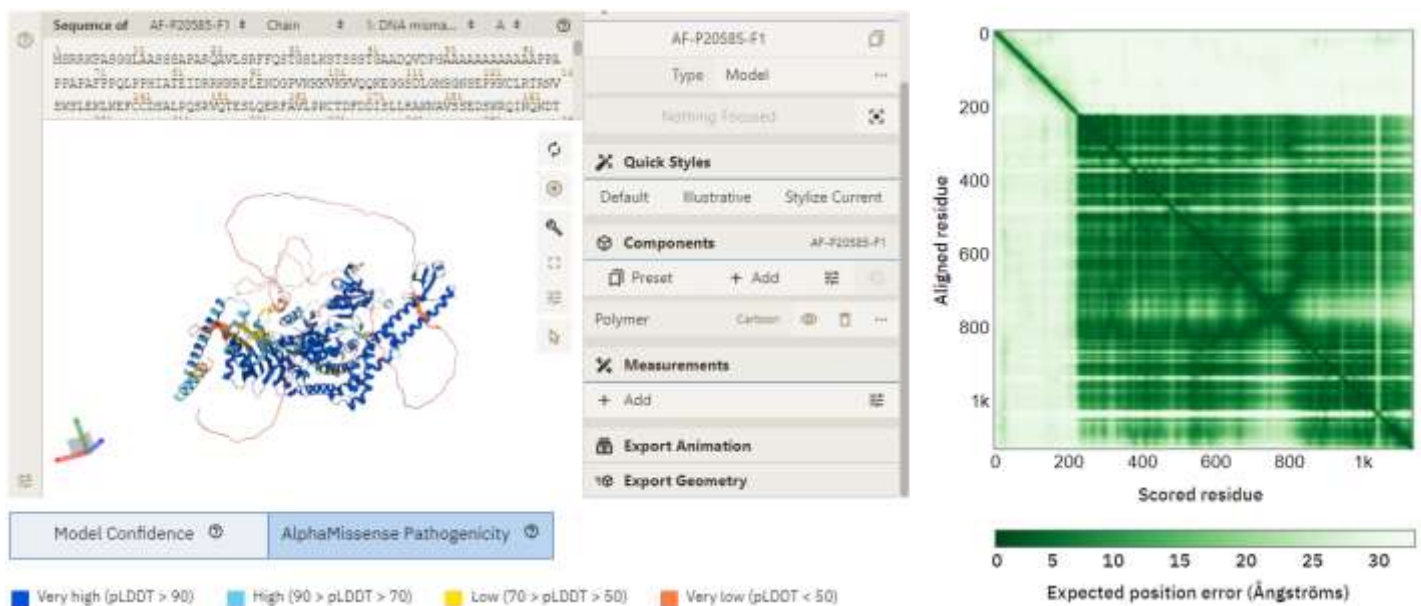 Sequence of AF-P20585-F1 Chain 1: DNA misma... A
AF-P20585-F1
Type Model ...
Nothing Focused
Quick Styles
Default Illustrative Stylize Current
Components AF-P20585-F1
Preset + Add
Polymer Cartoon ...
Measurements
+ Add
Export Animation
Export Geometry
Model Confidence AlphaMissense Pathogenicity
Very high (pLDDT > 90) High (90 > pLDDT > 70) Low (70 > pLDDT > 50) Very low (pLDDT < 50)
0
200
400
600
800
1k
Aligned residue
0 200 400 600 800 1k
Scored residue
0 5 10 15 20 25 30
Expected position error (Ångströms)